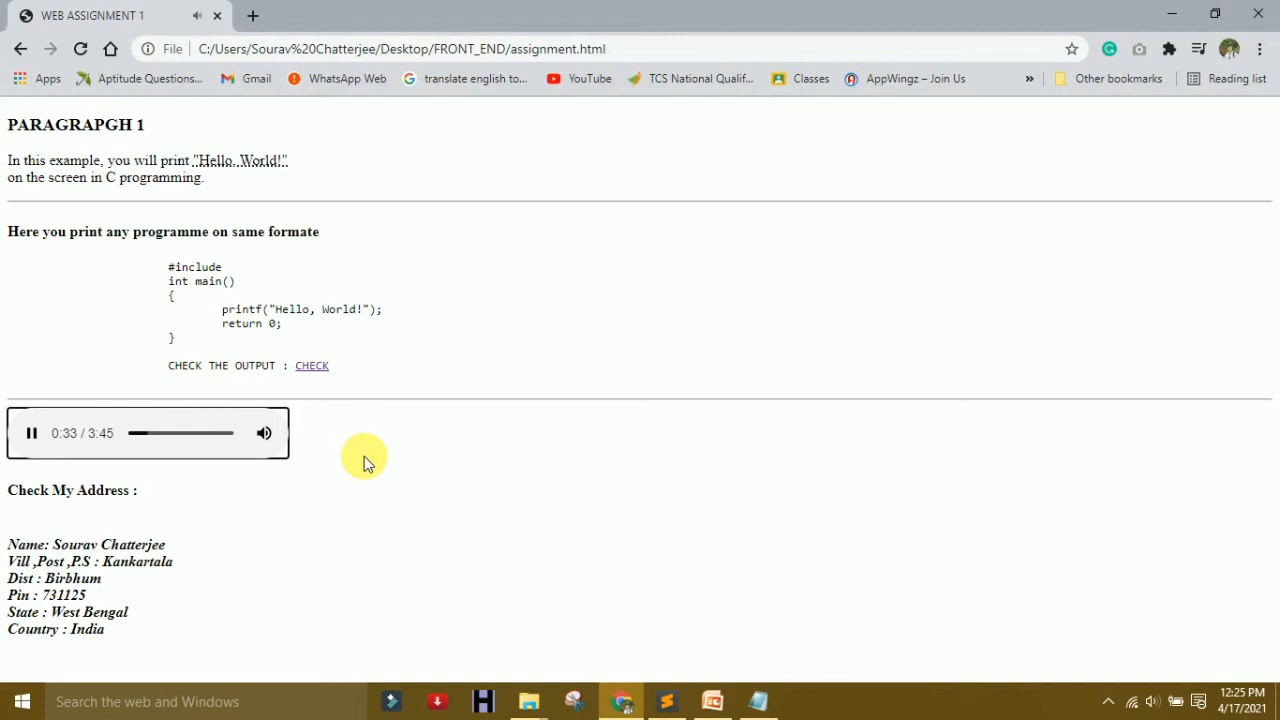 WEB ASSIGNMENT 1
File C:/Users/Sourav%20Chatterjee/Desktop/FRONT_END/assignment.html
Apps Aptitude Questions... Gmail WhatsApp Web translate english to... YouTube TCS National Qualif... Classes AppWingz – Join Us » Other bookmarks Reading list
PARAGRAPGH 1
In this example, you will print "Hello, World!"
on the screen in C programming.
Here you print any programme on same formate
#include
int main()
{
printf("Hello, World!");
return 0;
}
CHECK THE OUTPUT : CHECK
0:33 / 3:45
Check My Address :
Name: Sourav Chatterjee
Vill ,Post ,P.S : Kankartala
Dist : Birbhum
Pin : 731125
State : West Bengal
Country : India
Search the web and Windows
12:25 PM
4/17/2021